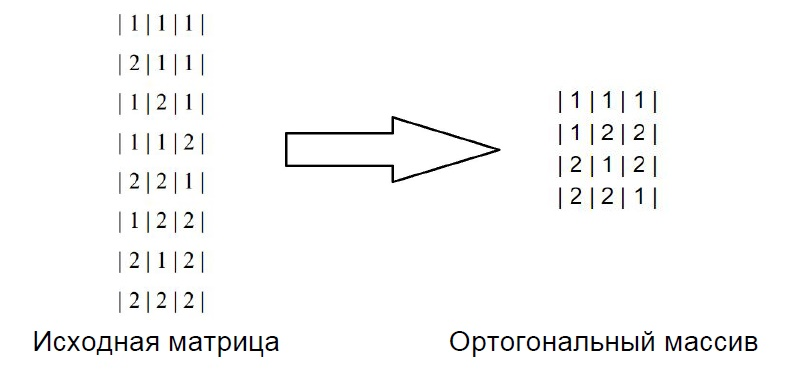 | 1 | 1 | 1 |
| 2 | 1 | 1 |
| 1 | 2 | 1 |
| 1 | 1 | 2 |
| 2 | 2 | 1 |
| 1 | 2 | 2 |
| 2 | 1 | 2 |
| 2 | 2 | 2 |
Исходная матрица
| 1 | 1 | 1 |
| 1 | 2 | 2 |
| 2 | 1 | 2 |
| 2 | 2 | 1 |
Ортогональный массив